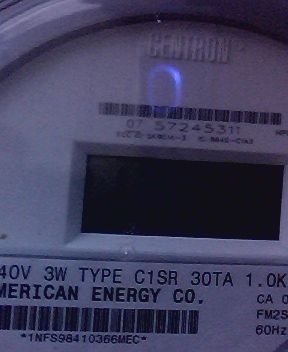 CENTRON®
07 57245311
40V 3W TYPE C1SR 30TA 1.0K
MERICAN ENERGY CO.
CA 0
FM2S
60Hz
*1NFS98410366MEC*